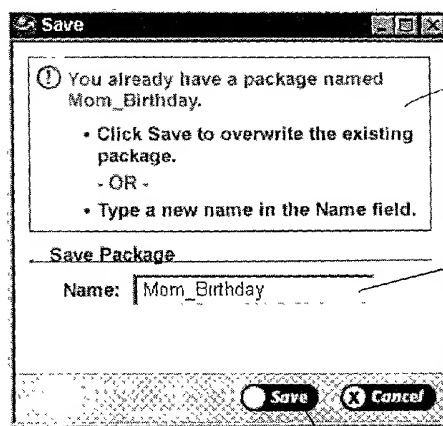 Save
You already have a package named
Mom_Birthday.
• Click Save to overwrite the existing
package.
- OR -
• Type a new name in the Name field.
Save Package
Name: Mom_Birthday
Save Cancel